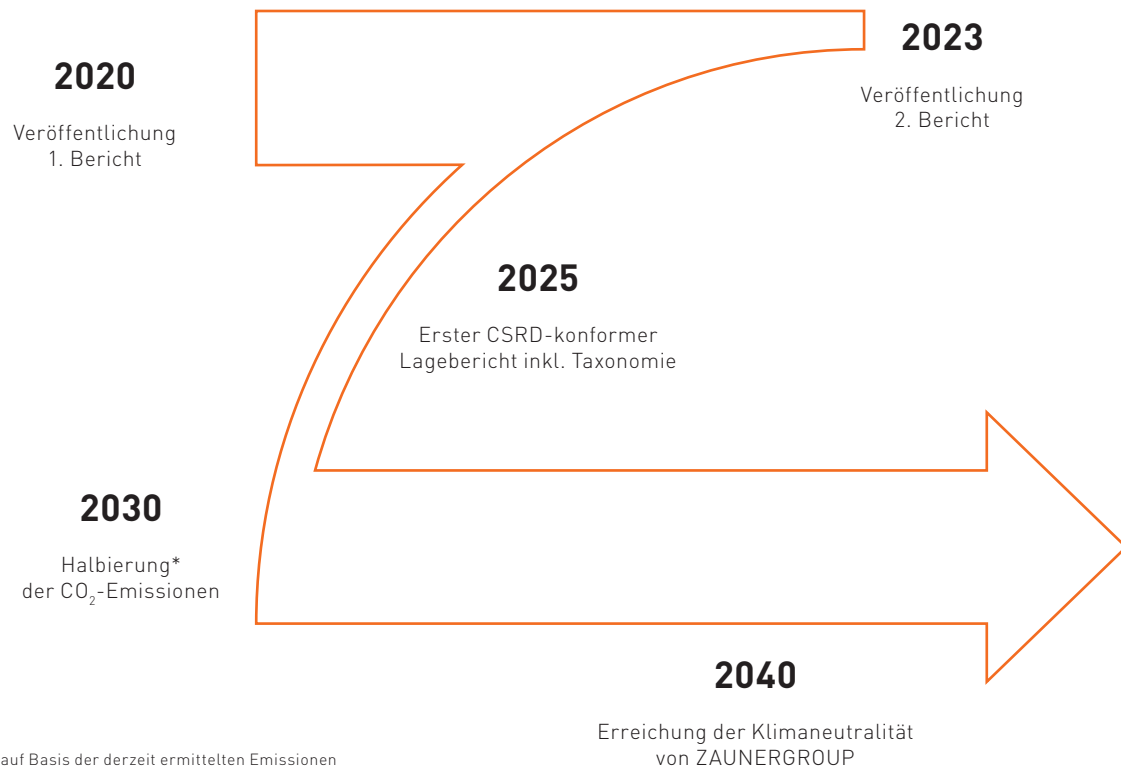 2020
Veröffentlichung
1. Bericht
2023
Veröffentlichung
2. Bericht
2025
Erster CSRD-konformer
Lagebericht inkl. Taxonomie
2030
Halbierung*
der CO₂-Emissionen
2040
Erreichung der Klimaneutralität
von ZAUNERGROUP
auf Basis der derzeit ermittelten Emissionen